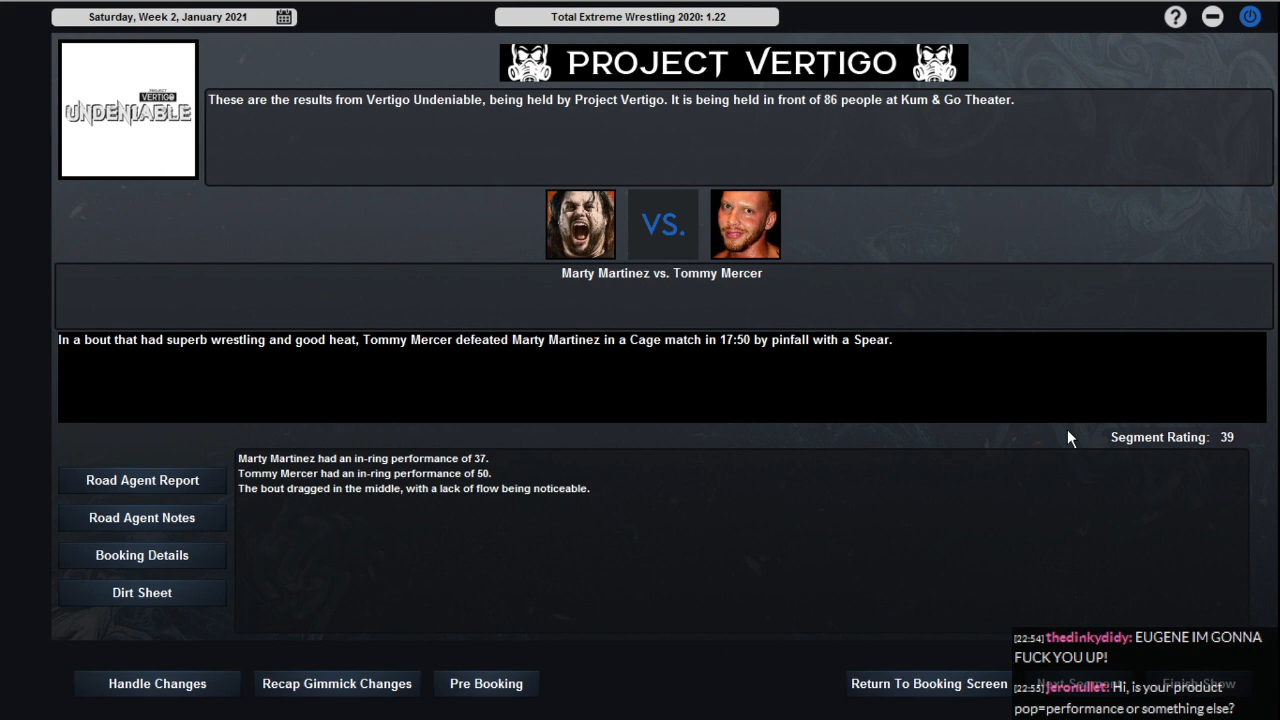 Saturday, Week 2, January 2021
Total Extreme Wrestling 2020: 1.22
?
PROJECT VERTIGO
PROJECT VERTIGO
UNDENIABLE
These are the results from Vertigo Undeniable, being held by Project Vertigo. It is being held in front of 86 people at Kum & Go Theater.
VS.
Marty Martinez vs. Tommy Mercer
In a bout that had superb wrestling and good heat, Tommy Mercer defeated Marty Martinez in a Cage match in 17:50 by pinfall with a Spear.
Segment Rating: 39
Marty Martinez had an in-ring performance of 37.
Tommy Mercer had an in-ring performance of 50.
The bout dragged in the middle, with a lack of flow being noticeable.
Road Agent Report
Road Agent Notes
Booking Details
Dirt Sheet
Handle Changes
Recap Gimmick Changes
Pre Booking
Return To Booking Screen
Next Segment
Finish Show
[22:54] thedinkydidy: EUGENE IM GONNA
FUCK YOU UP!
[22:55] jeronullet: Hi, is your product
pop=performance or something else?